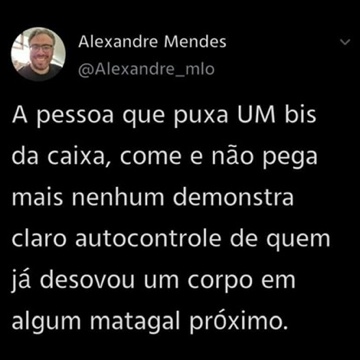 Alexandre Mendes
@Alexandre_mlo
A pessoa que puxa UM bis
da caixa, come e não pega
mais nenhum demonstra
claro autocontrole de quem
já desovou um corpo em
algum matagal próximo.